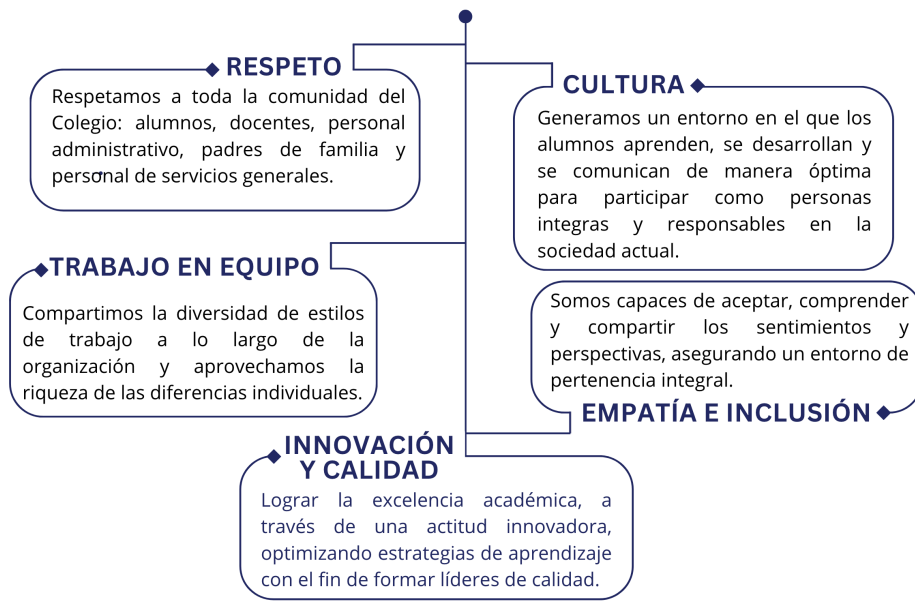 RESPETO
Respetamos a toda la comunidad del
Colegio: alumnos, docentes, personal
administrativo, padres de familia y
personal de servicios generales.
CULTURA
Generamos un entorno en el que los
alumnos aprenden, se desarrollan y
se comunican de manera óptima
para participar como personas
integras y responsables en la
sociedad actual.
TRABAJO EN EQUIPO
Compartimos la diversidad de estilos
de trabajo a lo largo de la
organización y aprovechamos la
riqueza de las diferencias individuales.
Somos capaces de aceptar, comprender
y compartir los sentimientos y
perspectivas, asegurando un entorno de
pertenencia integral.
EMPATÍA E INCLUSIÓN
INNOVACIÓN
Y CALIDAD
Lograr la excelencia académica, a
través de una actitud innovadora,
optimizando estrategias de aprendizaje
con el fin de formar líderes de calidad.